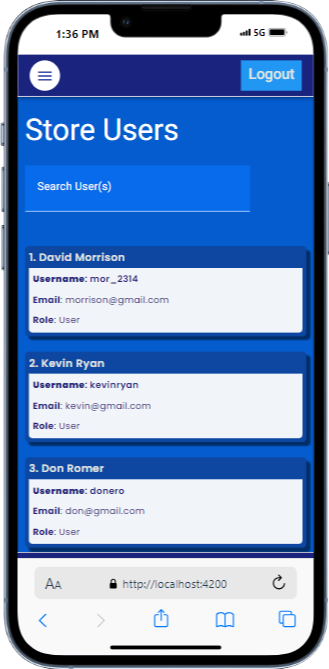 1:36 PM
5G
Logout
Store Users
Search User(s)
1. David Morrison
Username: mor_2314
Email: morrison@gmail.com
Role: User
2. Kevin Ryan
Username: kevinryan
Email: kevin@gmail.com
Role: User
3. Don Romer
Username: donero
Email: don@gmail.com
Role: User
AA
http://localhost:4200